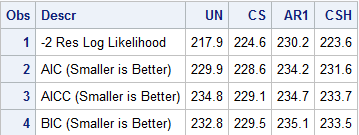 Obs Descr UN CS AR1 CSH
1 -2 Res Log Likelihood 217.9 224.6 230.2 223.6
2 AIC (Smaller is Better) 229.9 228.6 234.2 231.6
3 AICC (Smaller is Better) 234.8 229.1 234.7 233.7
4 BIC (Smaller is Better) 232.8 229.5 235.1 233.5